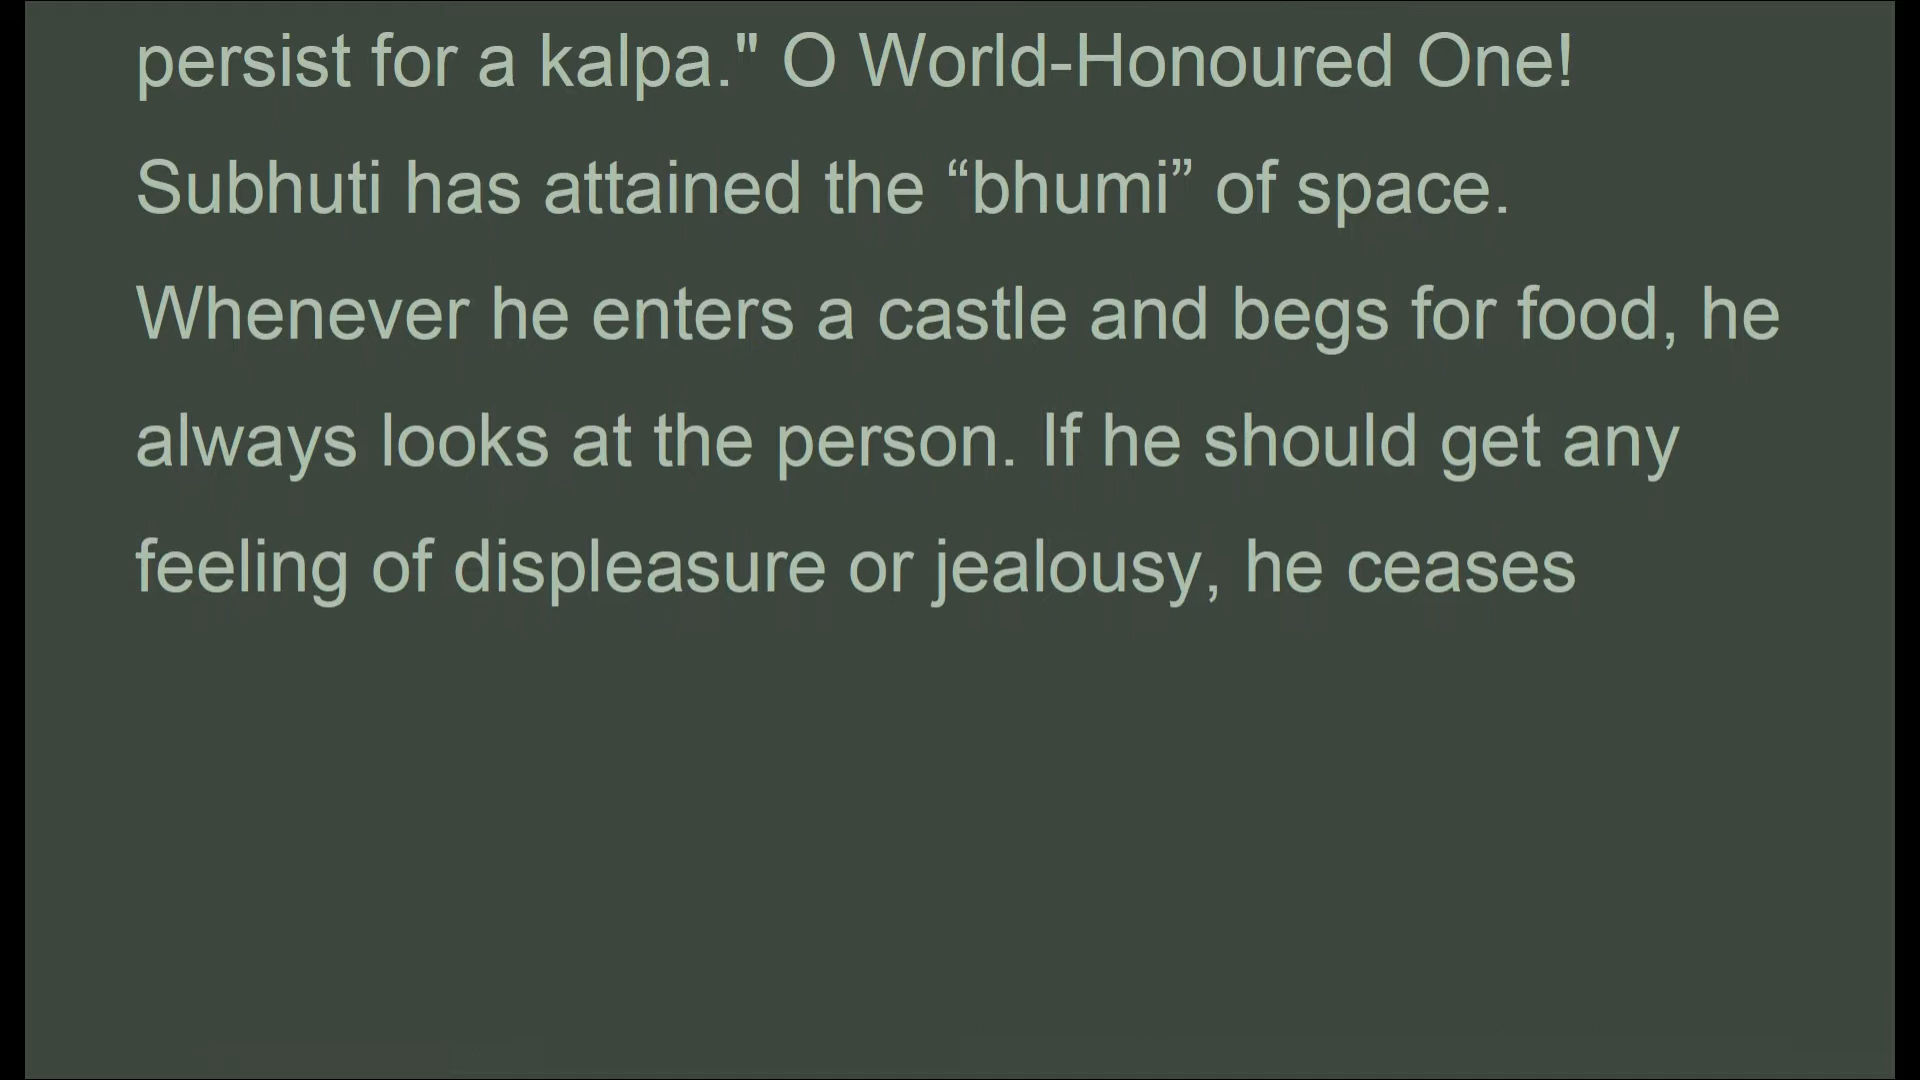 persist for a kalpa." O World-Honoured One!
Subhuti has attained the “bhumi” of space.
Whenever he enters a castle and begs for food, he
always looks at the person. If he should get any
feeling of displeasure or jealousy, he ceases